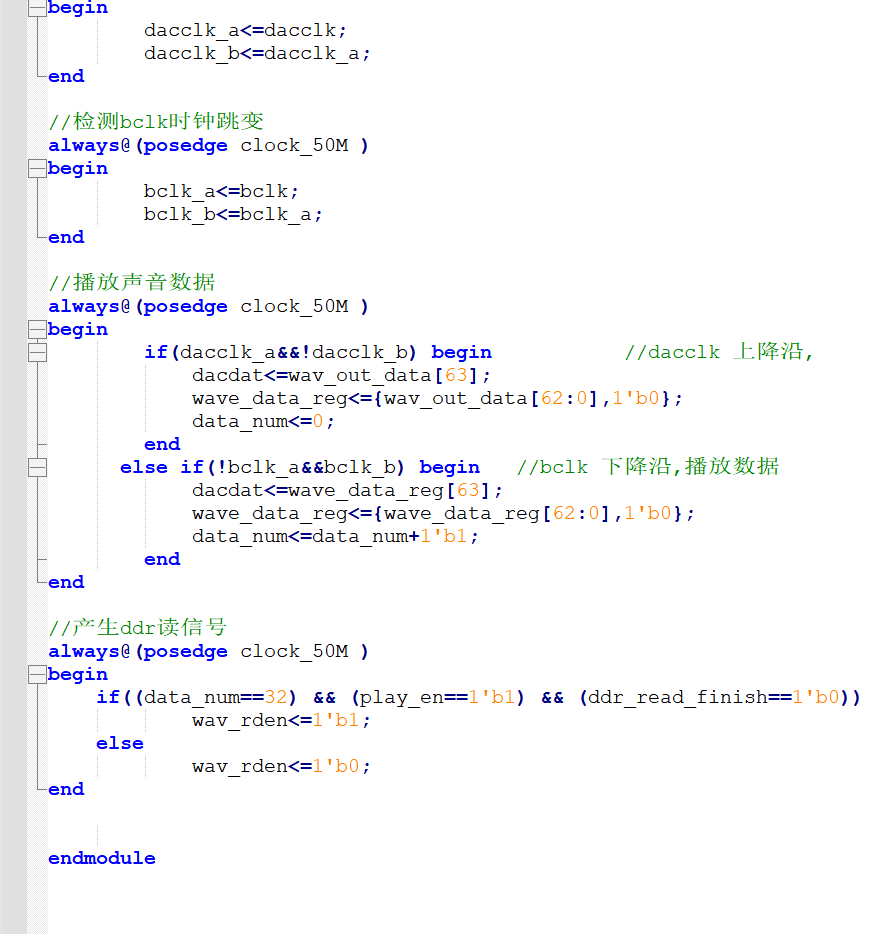 begin
dacclk_a<=dacclk;
dacclk_b<=dacclk_a;
end
//检测bclk时钟跳变
always@(posedge clock_50M )
begin
bclk_a<=bclk;
bclk_b<=bclk_a;
end
//播放声音数据
always@(posedge clock_50M )
begin
if(dacclk_a&&!dacclk_b) begin //dacclk 上降沿,
dacdat<=wav_out_data[63];
wave_data_reg<={wav_out_data[62:0],1'b0};
data_num<=0;
end
else if(!bclk_a&&bclk_b) begin //bclk 下降沿,播放数据
dacdat<=wave_data_reg[63];
wave_data_reg<={wave_data_reg[62:0],1'b0};
data_num<=data_num+1'b1;
end
end
//产生ddr读信号
always@(posedge clock_50M )
begin
if((data_num==32) && (play_en==1'b1) && (ddr_read_finish==1'b0))
wav_rden<=1'b1;
else
wav_rden<=1'b0;
end
endmodule